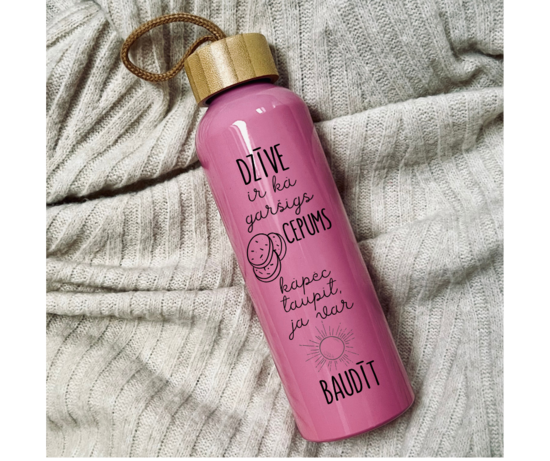 DZĪVE
ir kā
garšīgs
CEPUMS
kāpēc
taupīt,
ja var
BAUDĪT